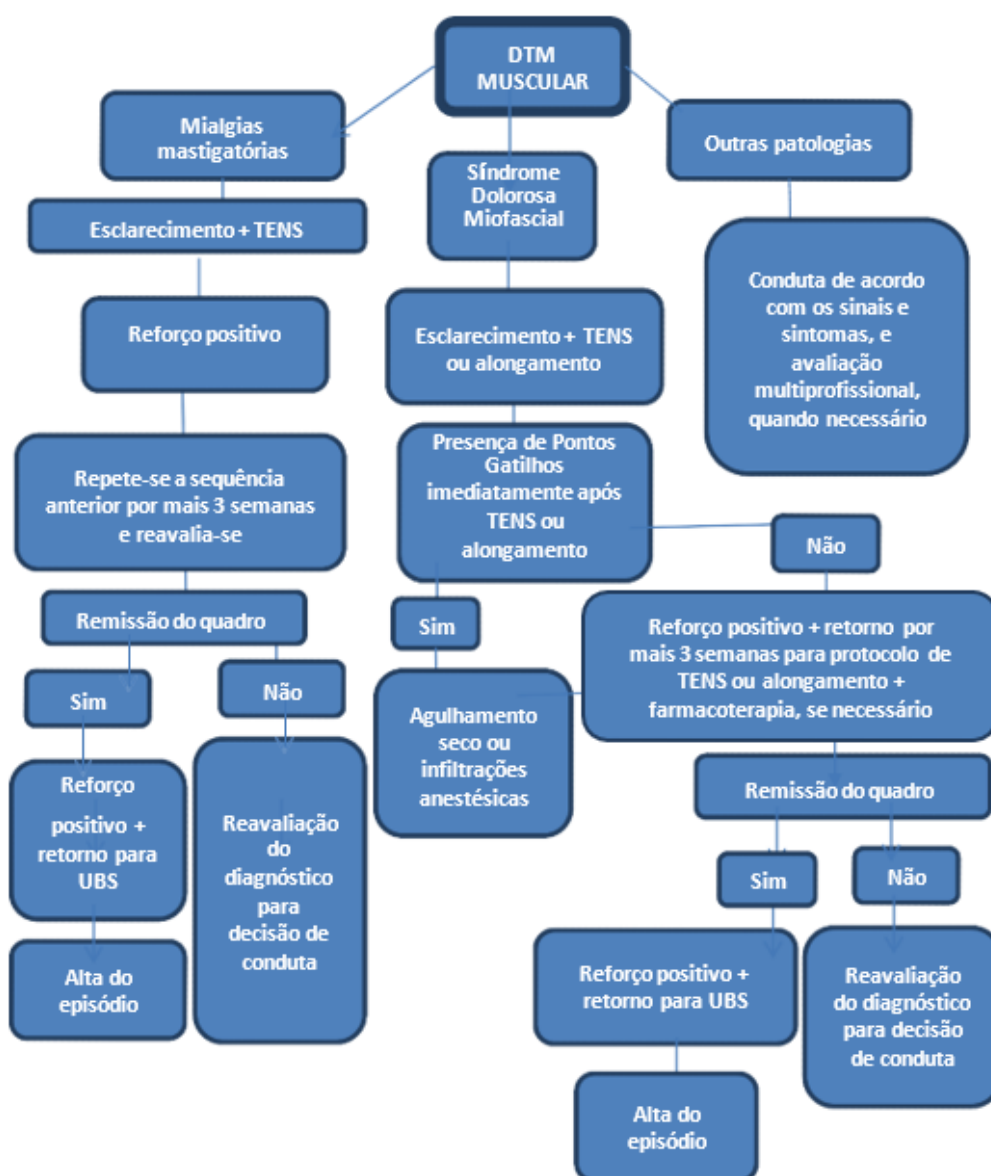 DTM
MUSCULAR
Mialgias
mastigatórias
Esclarecimento + TENS
Reforço positivo
Repete-se a sequência
anterior por mais 3 semanas
e reavalia-se
Remissão do quadro
Sim
Não
Reforço
positivo +
retorno para
UBS
Alta do
episódio
Reavaliação
do
diagnóstico
para
decisão de
conduta
Síndrome
Dolorosa
Miofascial
Esclarecimento + TENS
ou alongamento
Presença de Pontos
Gatilhos
imediatamente após
TENS ou
alongamento
Sim
Não
Agulhamento
seco ou
infiltrações
anestésicas
Reforço positivo + retorno por
mais 3 semanas para protocolo de
TENS ou alongamento +
farmacoterapia, se necessário
Remissão do quadro
Sim
Não
Reforço positivo +
retorno para UBS
Alta do
episódio
Reavaliação
do diagnóstico
para decisão
de conduta
Outras patologias
Conduta de acordo
com os sinais e
sintomas, e
avaliação
multiprofissional,
quando necessário